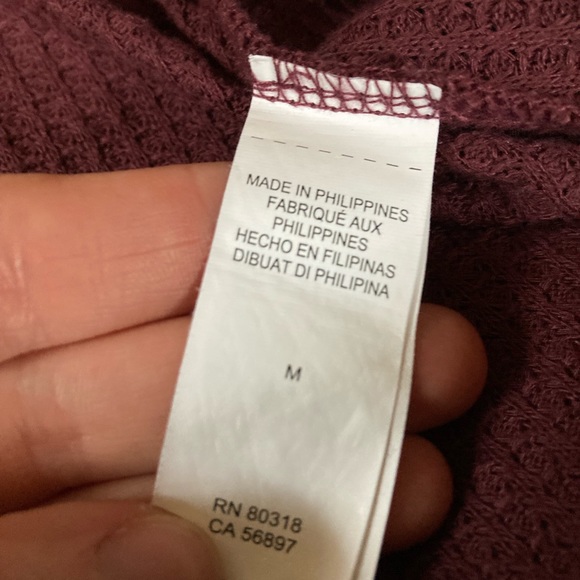 MADE IN PHILIPPINES
FABRIQUÉ AUX
PHILIPPINES
HECHO EN FILIPINAS
DIBUAT DI PHILIPINA
M
RN 80318
CA 56897